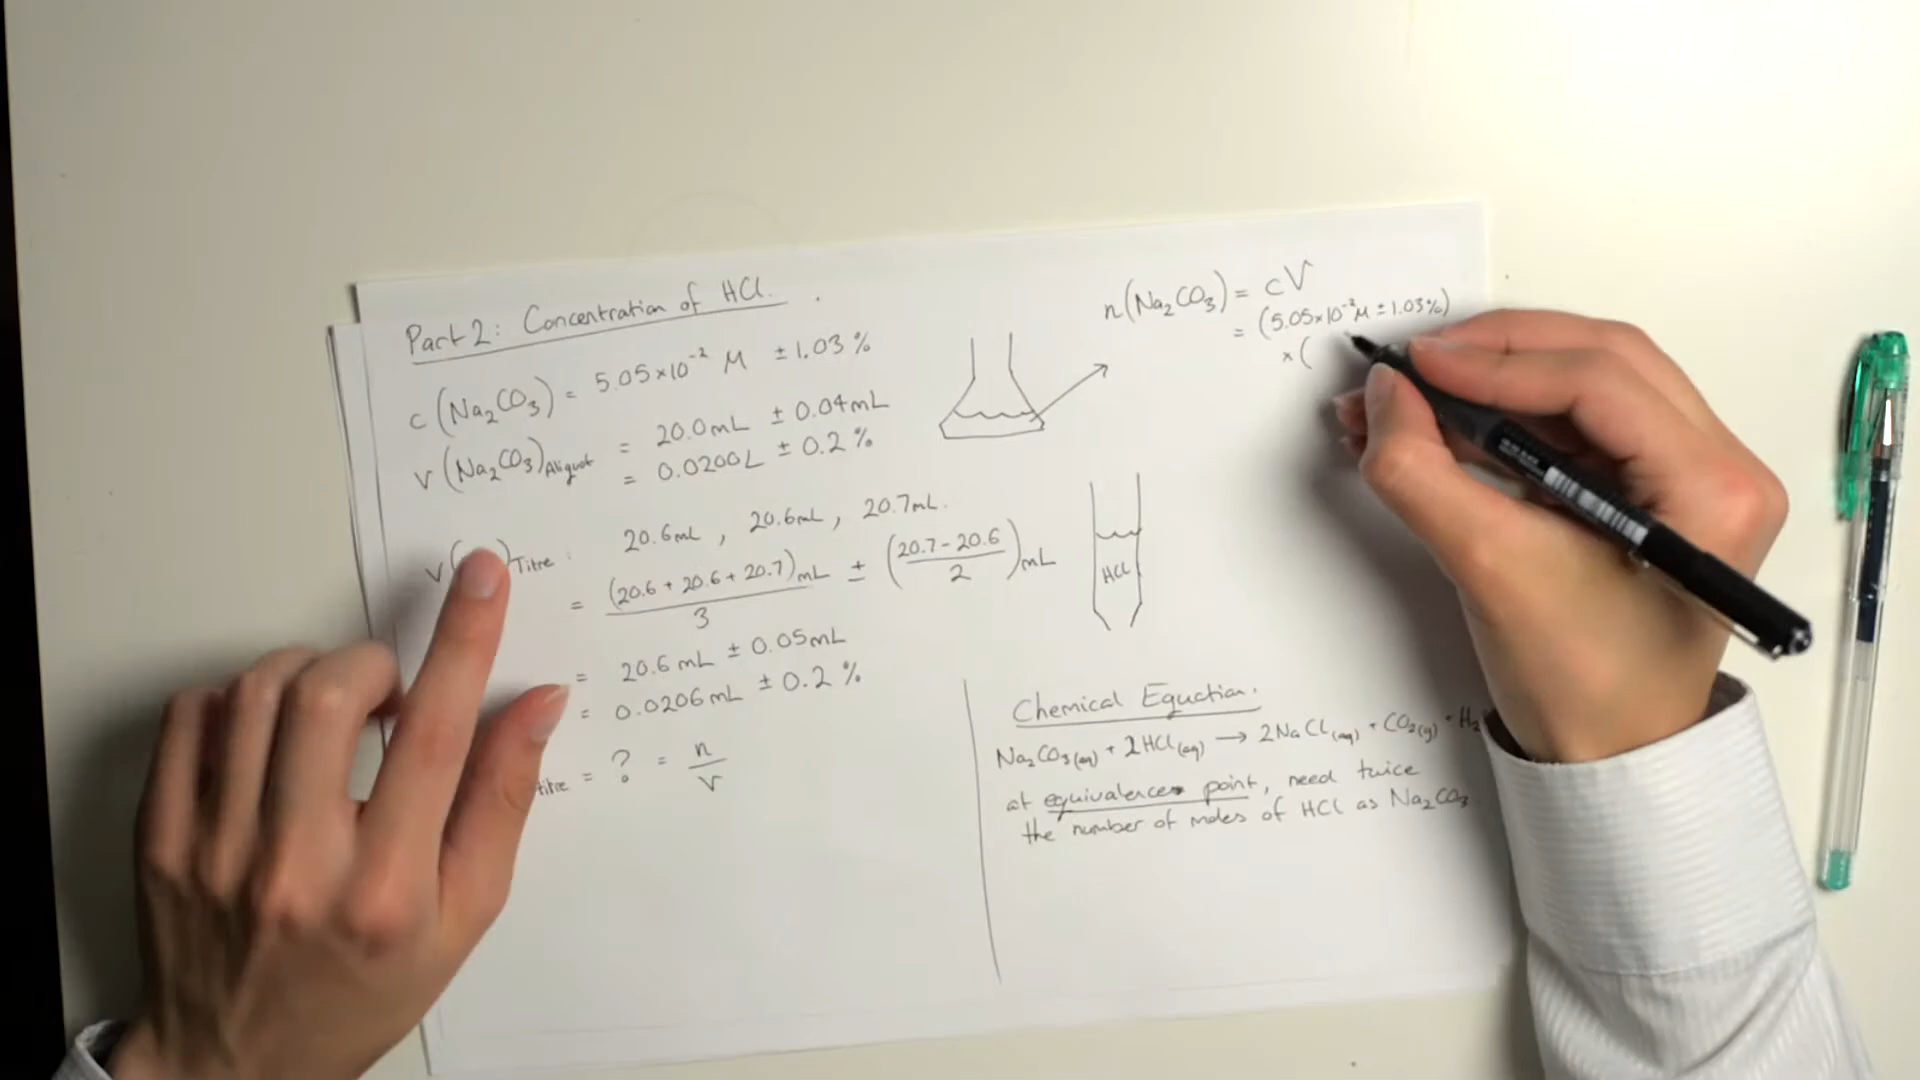 Part 2: Concentration of HCl.
c (Na₂CO₃) = 5.05×10⁻² M ± 1.03 %
V (Na₂CO₃)Aliquot = 20.0mL ± 0.04mL
= 0.0200L ± 0.2 %
V ( )Titre : 20.6mL , 20.6mL , 20.7mL.
= (20.6 + 20.6 + 20.7)mL / 3 ± ((20.7 - 20.6) / 2) mL
= 20.6 mL ± 0.05mL
= 0.0206mL ± 0.2 %
titre = ? = n / V
n(Na₂CO₃) = cV
= (5.05×10⁻²M ± 1.03%)
× (
HCl
Chemical Equation.
Na₂CO₃(aq) + 2HCl(aq) → 2NaCl(aq) + CO₂(g) + H₂
at equivalence point, need twice
the number of moles of HCl as Na₂CO₃